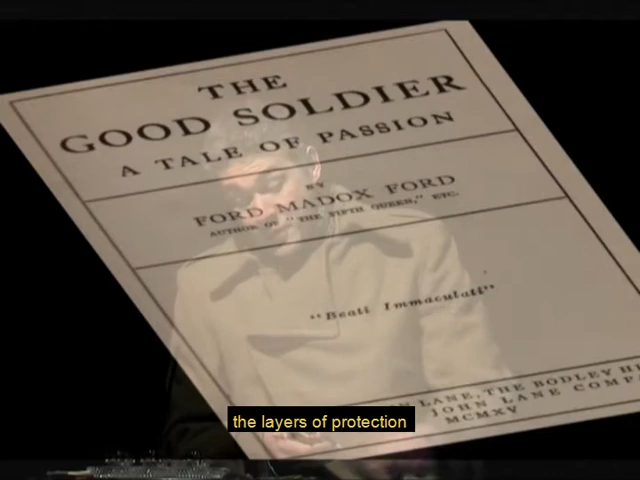 THE
GOOD SOLDIER
A TALE OF PASSION
BY
FORD MADOX FORD
AUTHOR OF "THE FIFTH QUEEN," ETC.
"Beati Immaculati"
LANE, THE BODLEY
JOHN LANE
MCMXV
the layers of protection